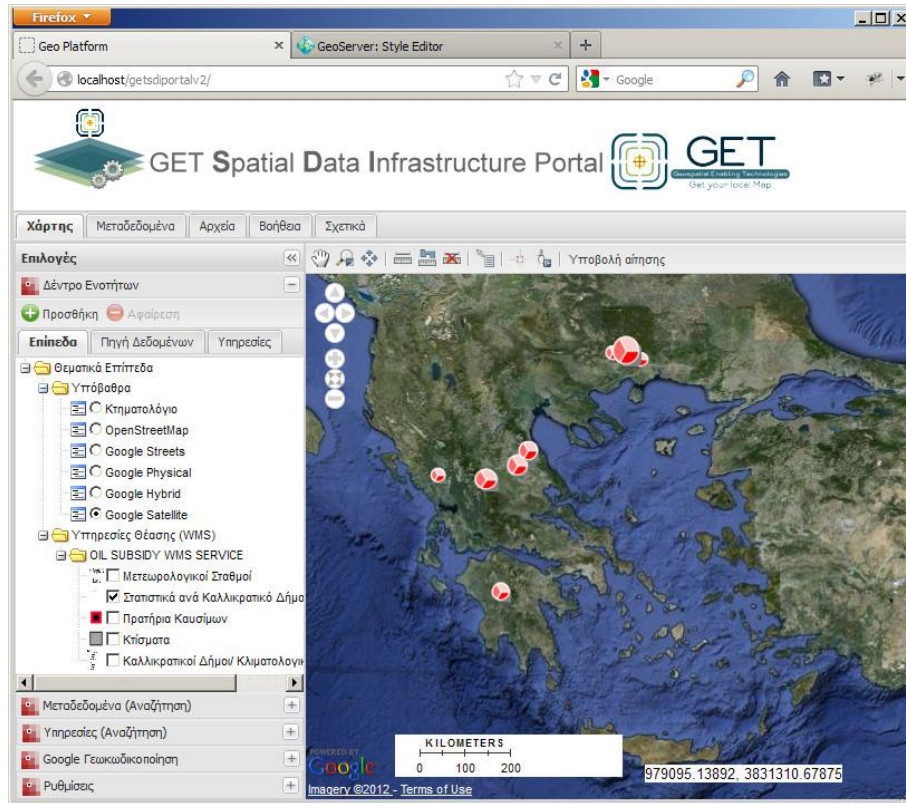 Firefox
Geo Platform
GeoServer: Style Editor
localhost/getsdiportalv2/
Google
GET Spatial Data Infrastructure Portal
GET
Geospatial Enabling Technologies
Get your local Map
Χάρτης Μεταδεδομένα Αρχεία Βοήθεια Σχετικά
Επιλογές
Υποβολή αίτησης
Δέντρο Ενοτήτων
Προσθήκη Αφαίρεση
Επίπεδα Πηγή Δεδομένων Υπηρεσίες
Θεματικά Επίπεδα
Υπόβαθρα
Κτηματολόγιο
OpenStreetMap
Google Streets
Google Physical
Google Hybrid
Google Satellite
Υπηρεσίες Θέασης (WMS)
OIL SUBSIDY WMS SERVICE
Μετεωρολογικοί Σταθμοί
Στατιστικά ανά Καλλικρατικό Δήμο
Πρατήρια Καυσίμων
Κτίσματα
Καλλικρατικοί Δήμοι/ Κλιματολογικ
Μεταδεδομένα (Αναζήτηση)
Υπηρεσίες (Αναζήτηση)
Google Γεωκωδικοποίηση
Ρυθμίσεις
POWERED BY
Google
KILOMETERS
0 100 200
979095.13892, 3831310.67875
Imagery ©2012 - Terms of Use